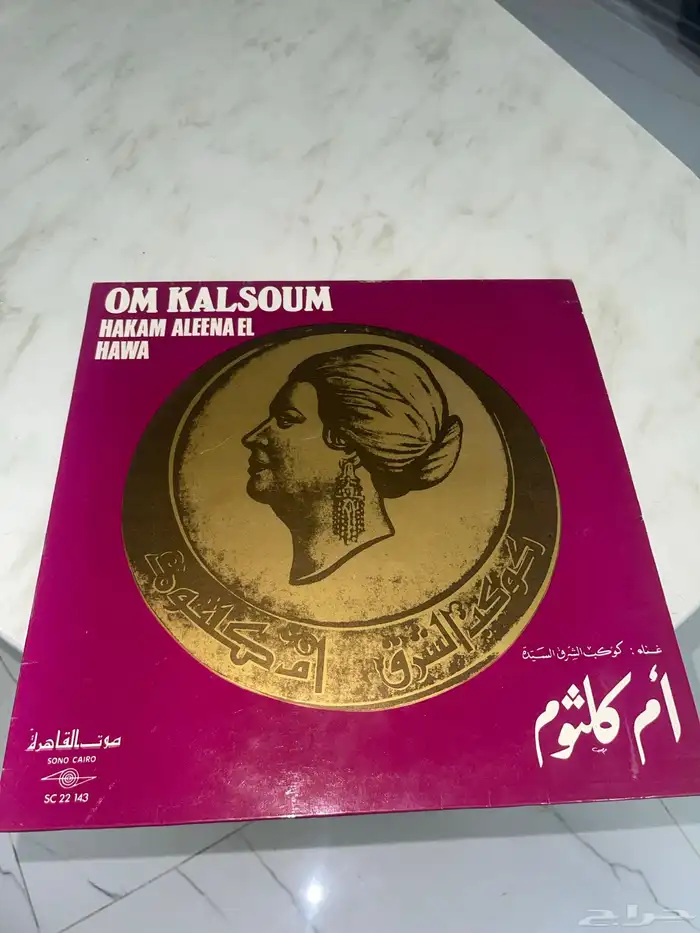 OM KALSOUM
HAKAM ALEENA EL
HAWA
أم كلثوم
كوكب الشرق
غناء : كوكب الشرق السيدة
أم كلثوم
صوت القاهرة
SONO CAIRO
SC 22 143
حراج